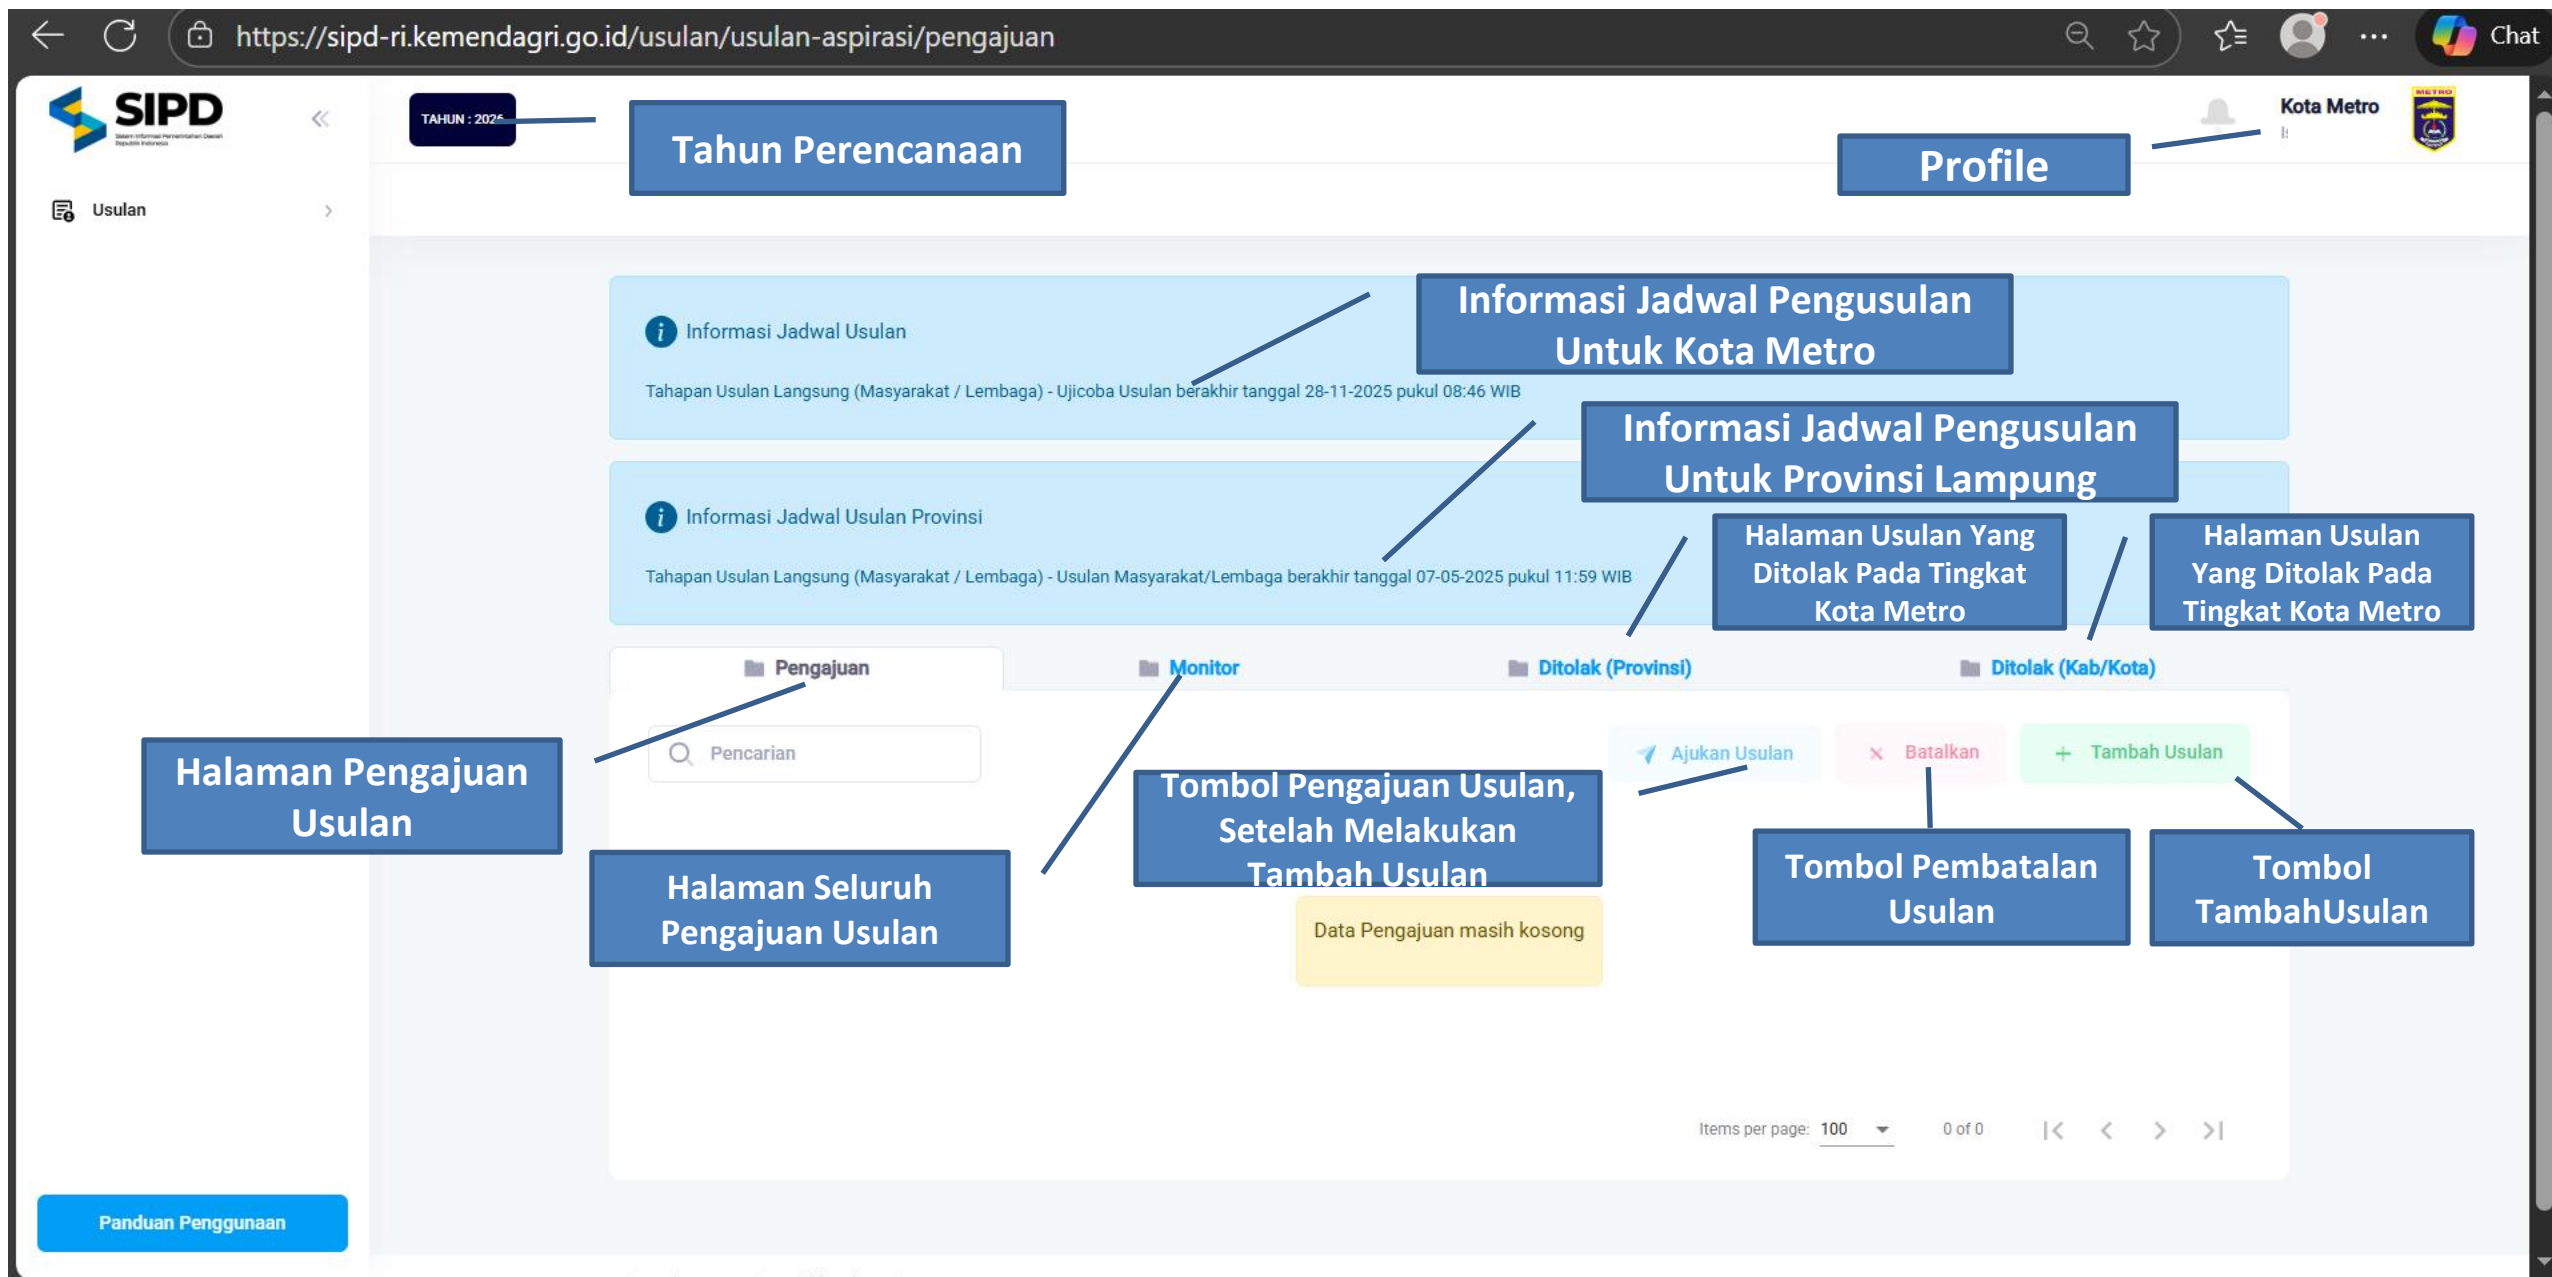 https://sipd-ri.kemendagri.go.id/usulan/usulan-aspirasi/pengajuan
Chat
SIPD
Sistem Informasi Pemerintahan Daerah
Republik Indonesia
TAHUN : 2026
Tahun Perencanaan
Profile
Kota Metro
METRO
Usulan
Informasi Jadwal Pengusulan
Untuk Kota Metro
Informasi Jadwal Usulan
Tahapan Usulan Langsung (Masyarakat / Lembaga) - Ujicoba Usulan berakhir tanggal 28-11-2025 pukul 08:46 WIB
Informasi Jadwal Pengusulan
Untuk Provinsi Lampung
Informasi Jadwal Usulan Provinsi
Tahapan Usulan Langsung (Masyarakat / Lembaga) - Usulan Masyarakat/Lembaga berakhir tanggal 07-05-2025 pukul 11:59 WIB
Halaman Usulan Yang
Ditolak Pada Tingkat
Kota Metro
Halaman Usulan
Yang Ditolak Pada
Tingkat Kota Metro
Pengajuan
Monitor
Ditolak (Provinsi)
Ditolak (Kab/Kota)
Pencarian
Ajukan Usulan
Batalkan
Tambah Usulan
Halaman Pengajuan
Usulan
Halaman Seluruh
Pengajuan Usulan
Tombol Pengajuan Usulan,
Setelah Melakukan
Tambah Usulan
Tombol Pembatalan
Usulan
Tombol
TambahUsulan
Data Pengajuan masih kosong
Items per page: 100
0 of 0
Panduan Penggunaan